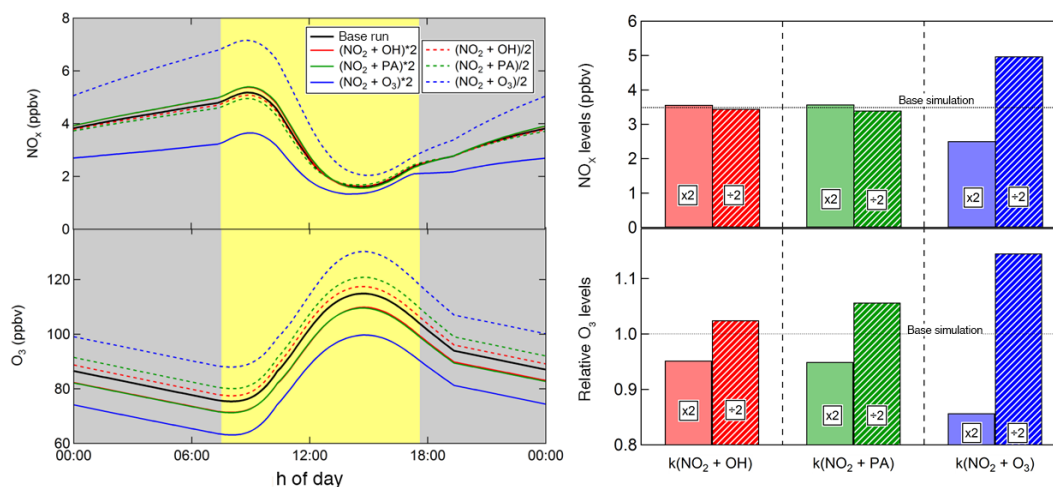 8
6
4
2
0
NOx (ppbv)
Base run
(NO2 + OH)*2
(NO2 + PA)*2
(NO2 + O3)*2
(NO2 + OH)/2
(NO2 + PA)/2
(NO2 + O3)/2
120
100
80
60
O3 (ppbv)
00:00
06:00
12:00
18:00
00:00
h of day
6
5
4
3
2
1
0
NOx levels (ppbv)
Base simulation
x2
÷2
x2
÷2
x2
÷2
1.1
1.0
0.9
0.8
Relative O3 levels
Base simulation
x2
÷2
x2
÷2
x2
÷2
k(NO2 + OH)
k(NO2 + PA)
k(NO2 + O3)